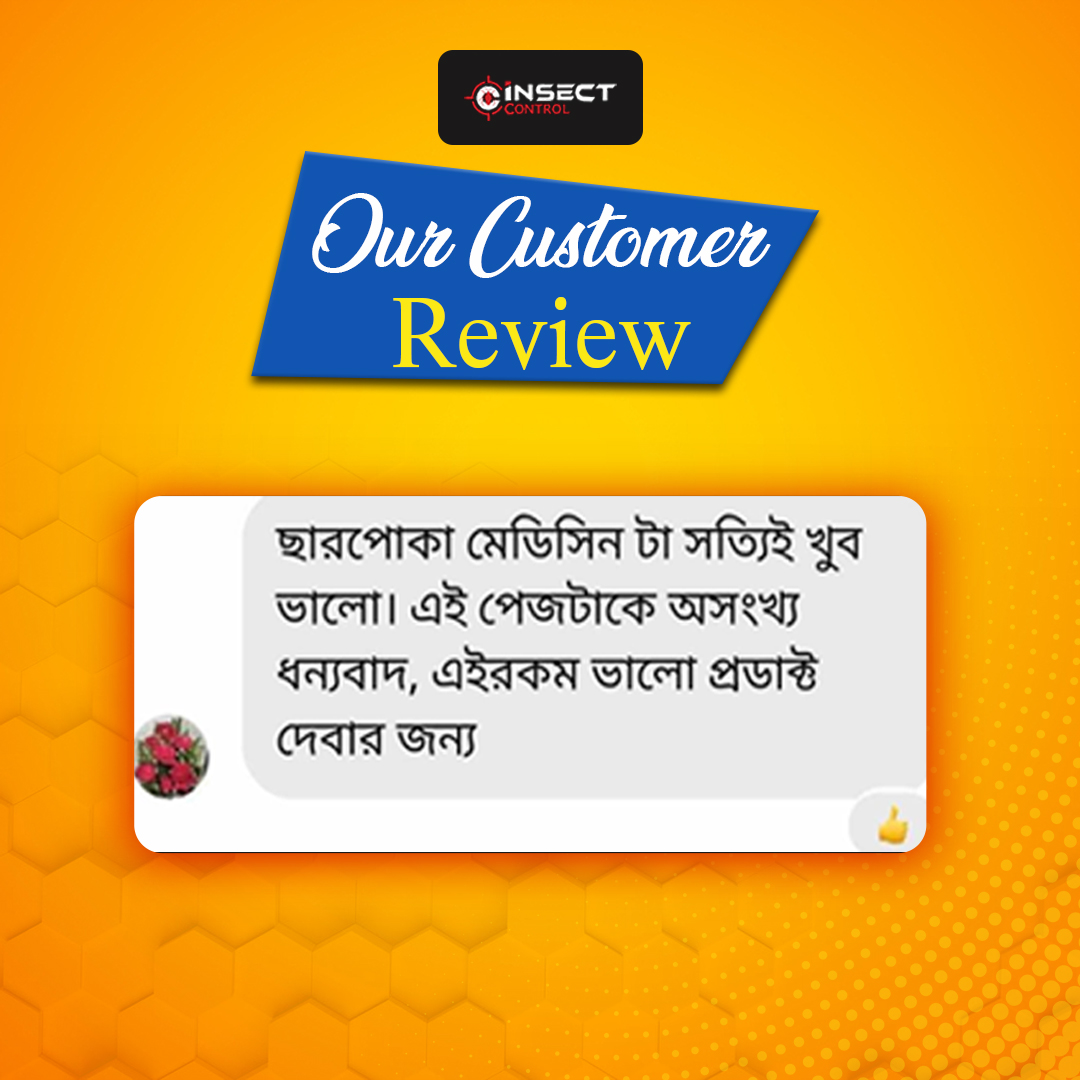 INSECT
CONTROL
Our Customer
Review
ছারপোকা মেডিসিন টা সত্যিই খুব
ভালো। এই পেজটাকে অসংখ্য
ধন্যবাদ, এইরকম ভালো প্রডাক্ট
দেবার জন্য